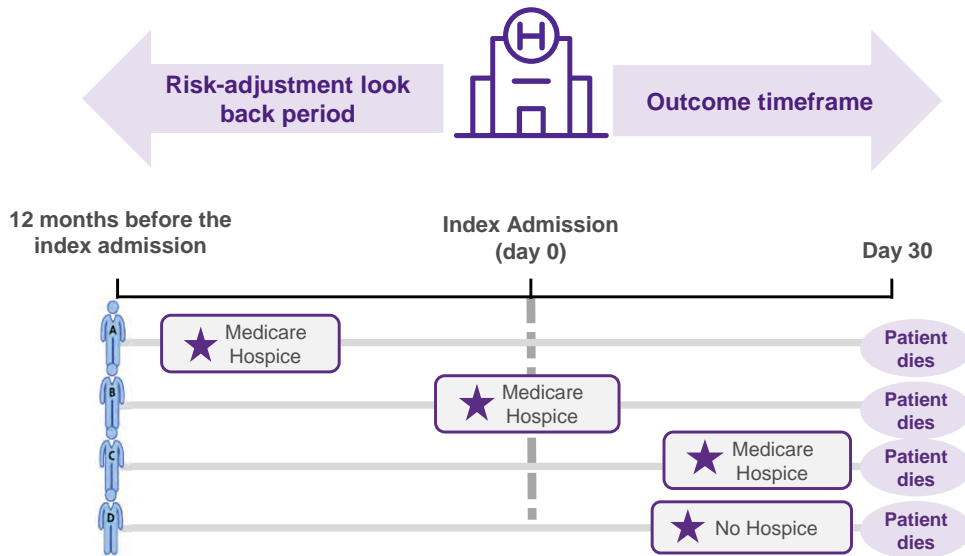 H
Risk-adjustment look
back period
Outcome timeframe
12 months before the
index admission
Index Admission
(day 0)
Day 30
A
Medicare
Hospice
Patient
dies
B
Medicare
Hospice
Patient
dies
C
Medicare
Hospice
Patient
dies
D
No Hospice
Patient
dies